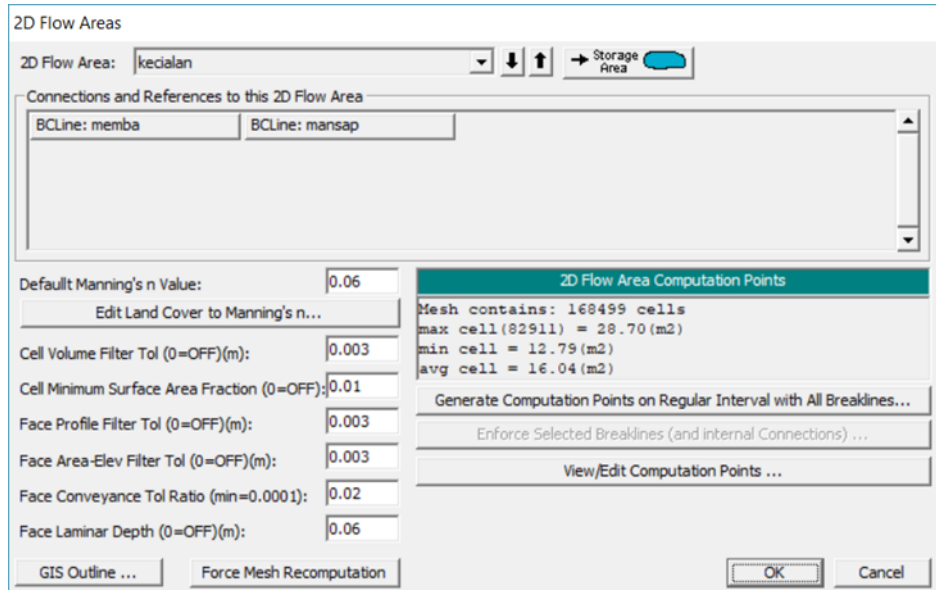 2D Flow Areas
2D Flow Area: kecialan
Storage Area
Connections and References to this 2D Flow Area
BCLine: memba BCLine: mansap
Defaullt Manning's n Value: 0.06
Edit Land Cover to Manning's n...
Cell Volume Filter Tol (0=OFF)(m): 0.003
Cell Minimum Surface Area Fraction (0=OFF): 0.01
Face Profile Filter Tol (0=OFF)(m): 0.003
Face Area-Elev Filter Tol (0=OFF)(m): 0.003
Face Conveyance Tol Ratio (min=0.0001): 0.02
Face Laminar Depth (0=OFF)(m): 0.06
2D Flow Area Computation Points
Mesh contains: 168499 cells
max cell(82911) = 28.70(m2)
min cell = 12.79(m2)
avg cell = 16.04(m2)
Generate Computation Points on Regular Interval with All Breaklines...
Enforce Selected Breaklines (and internal Connections) ...
View/Edit Computation Points ...
GIS Outline ... Force Mesh Recomputation OK Cancel